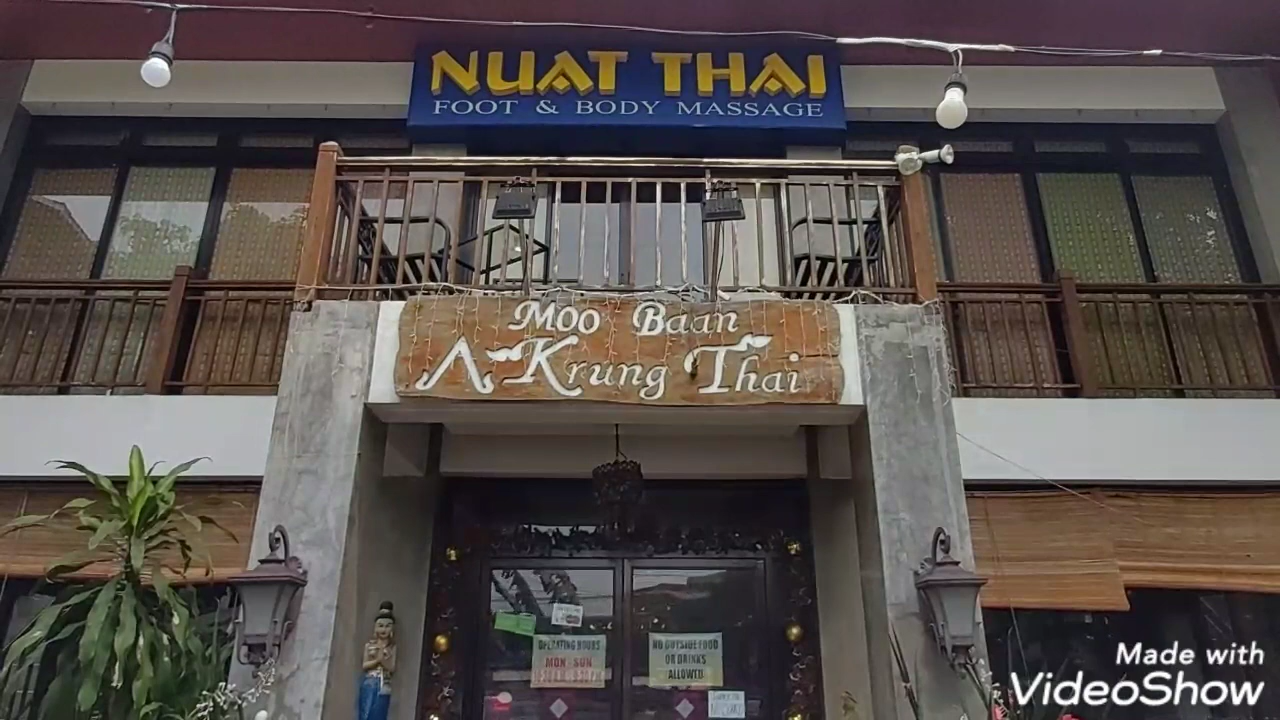 NUAT THAI
FOOT & BODY MASSAGE
Moo Baan
A-Krung Thai
OPERATING HOURS
MON - SUN
NO OUTSIDE FOOD
OR DRINKS
ALLOWED
Made with
VideoShow